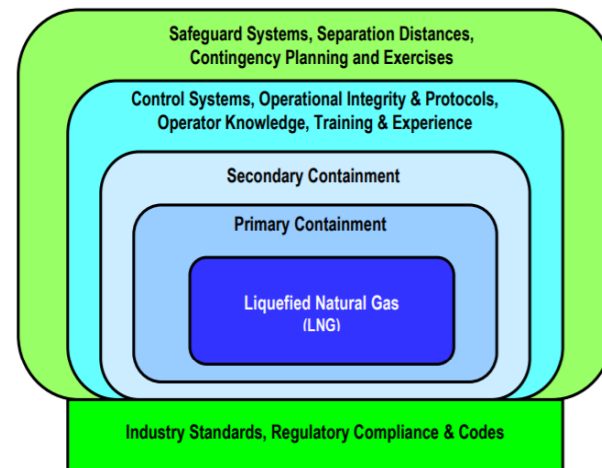 Safeguard Systems, Separation Distances,
Contingency Planning and Exercises
Control Systems, Operational Integrity & Protocols,
Operator Knowledge, Training & Experience
Secondary Containment
Primary Containment
Liquefied Natural Gas
(LNG)
Industry Standards, Regulatory Compliance & Codes